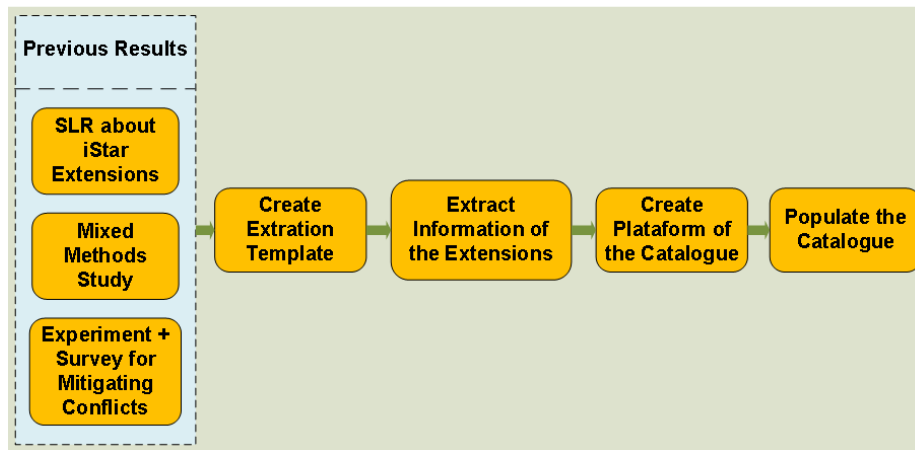 Previous Results
SLR about
iStar
Extensions
Mixed
Methods
Study
Experiment +
Survey for
Mitigating
Conflicts
Create
Extration
Template
Extract
Information of
the Extensions
Create
Plataform of
the Catalogue
Populate the
Catalogue